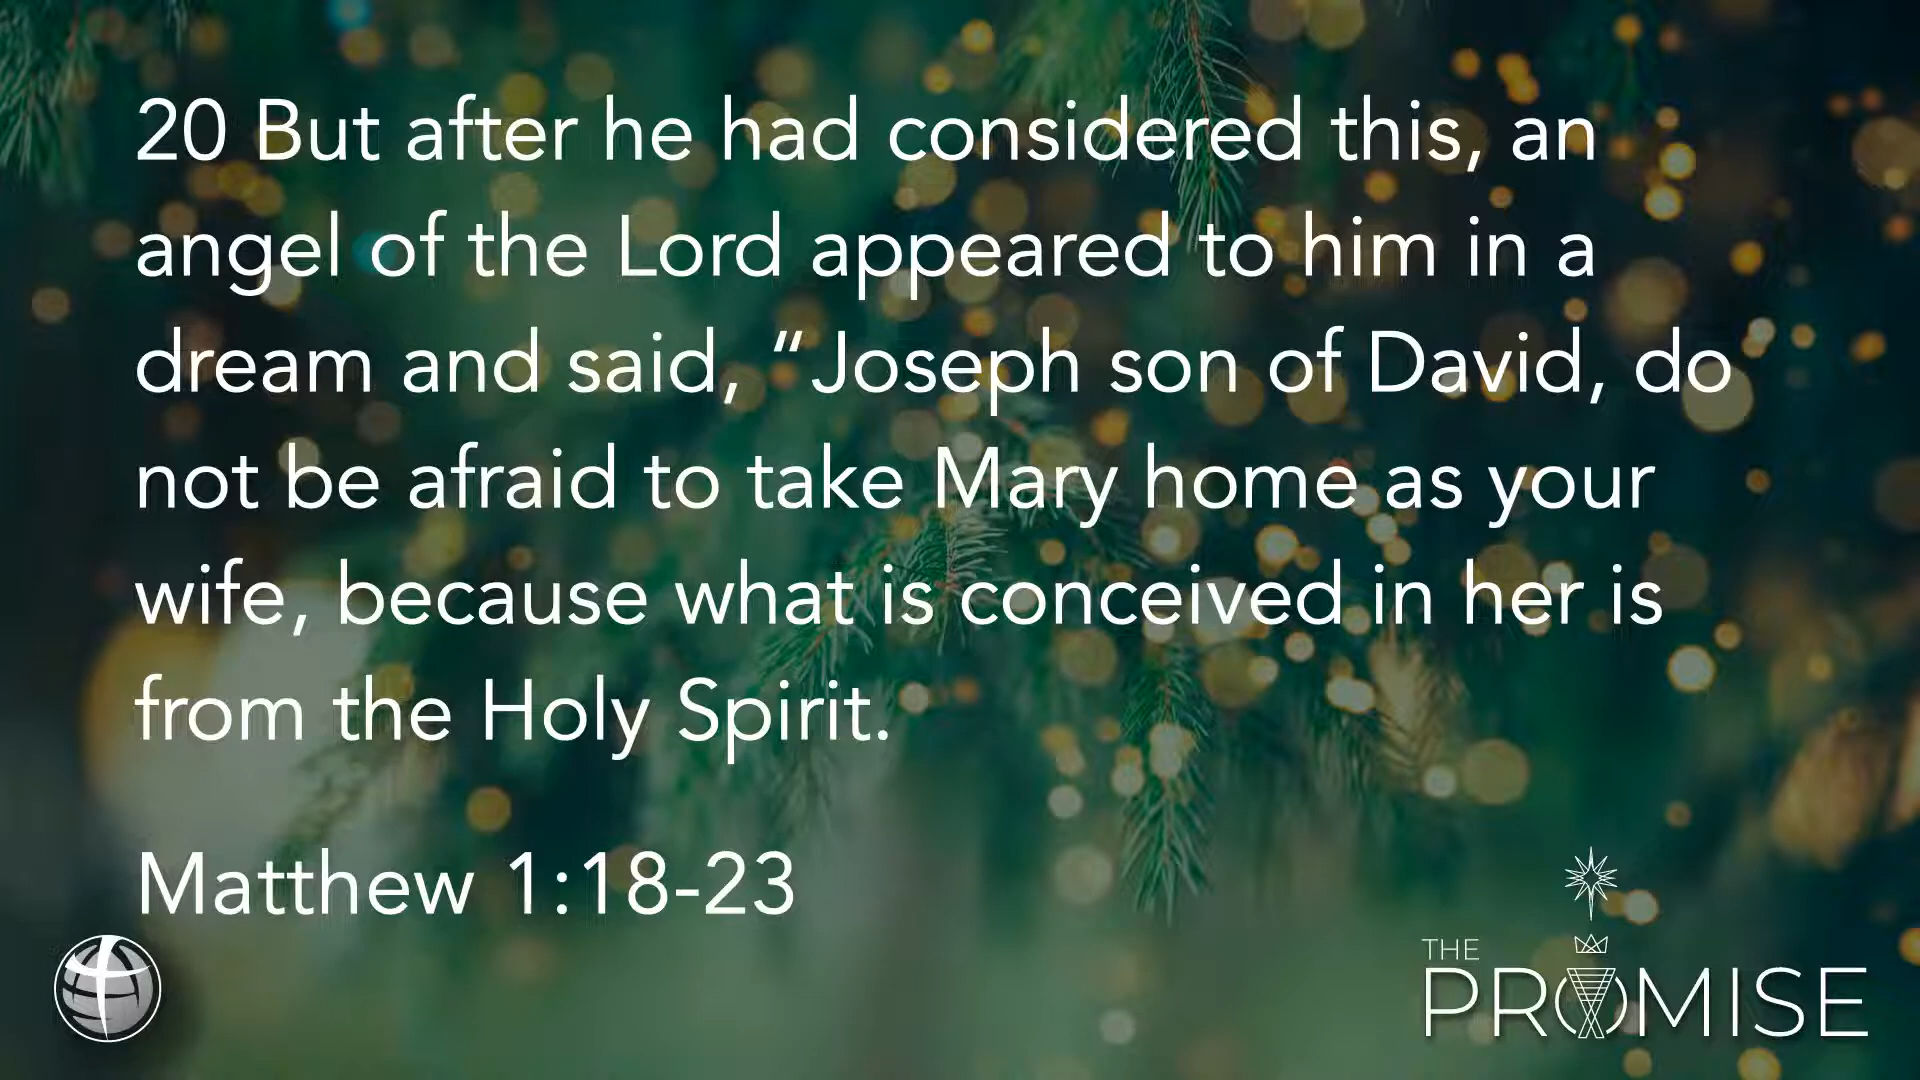 20 But after he had considered this, an
angel of the Lord appeared to him in a
dream and said, “Joseph son of David, do
not be afraid to take Mary home as your
wife, because what is conceived in her is
from the Holy Spirit.
Matthew 1:18-23
THE
PROMISE